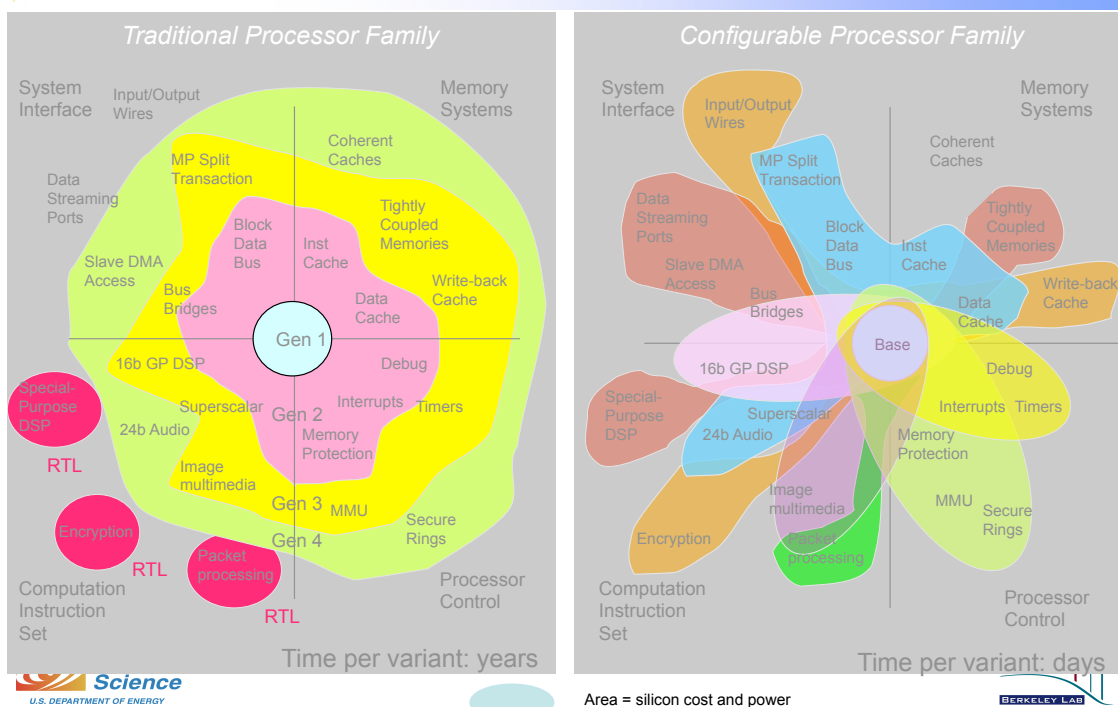 Traditional Processor Family
System
Interface
Input/Output
Wires
Memory
Systems
Coherent
Caches
MP Split
Transaction
Data
Streaming
Ports
Tightly
Coupled
Memories
Block
Data
Bus
Inst
Cache
Slave DMA
Access
Bus
Bridges
Write-back
Cache
Data
Cache
Gen 1
16b GP DSP
Debug
Special-
Purpose
DSP
RTL
Superscalar
Gen 2
Interrupts
Timers
24b Audio
Memory
Protection
Image
multimedia
Gen 3
MMU
Secure
Rings
Encryption
RTL
Gen 4
Packet
processing
RTL
Computation
Instruction
Set
Processor
Control
Time per variant: years
Configurable Processor Family
System
Interface
Input/Output
Wires
Memory
Systems
Coherent
Caches
MP Split
Transaction
Data
Streaming
Ports
Tightly
Coupled
Memories
Block
Data
Bus
Inst
Cache
Slave DMA
Access
Bus
Bridges
Write-back
Cache
Data
Cache
Base
16b GP DSP
Debug
Special-
Purpose
DSP
Superscalar
Interrupts
Timers
24b Audio
Memory
Protection
Image
multimedia
MMU
Secure
Rings
Encryption
Packet
processing
Computation
Instruction
Set
Processor
Control
Time per variant: days
Science
U.S. DEPARTMENT OF ENERGY
Area = silicon cost and power
BERKELEY LAB